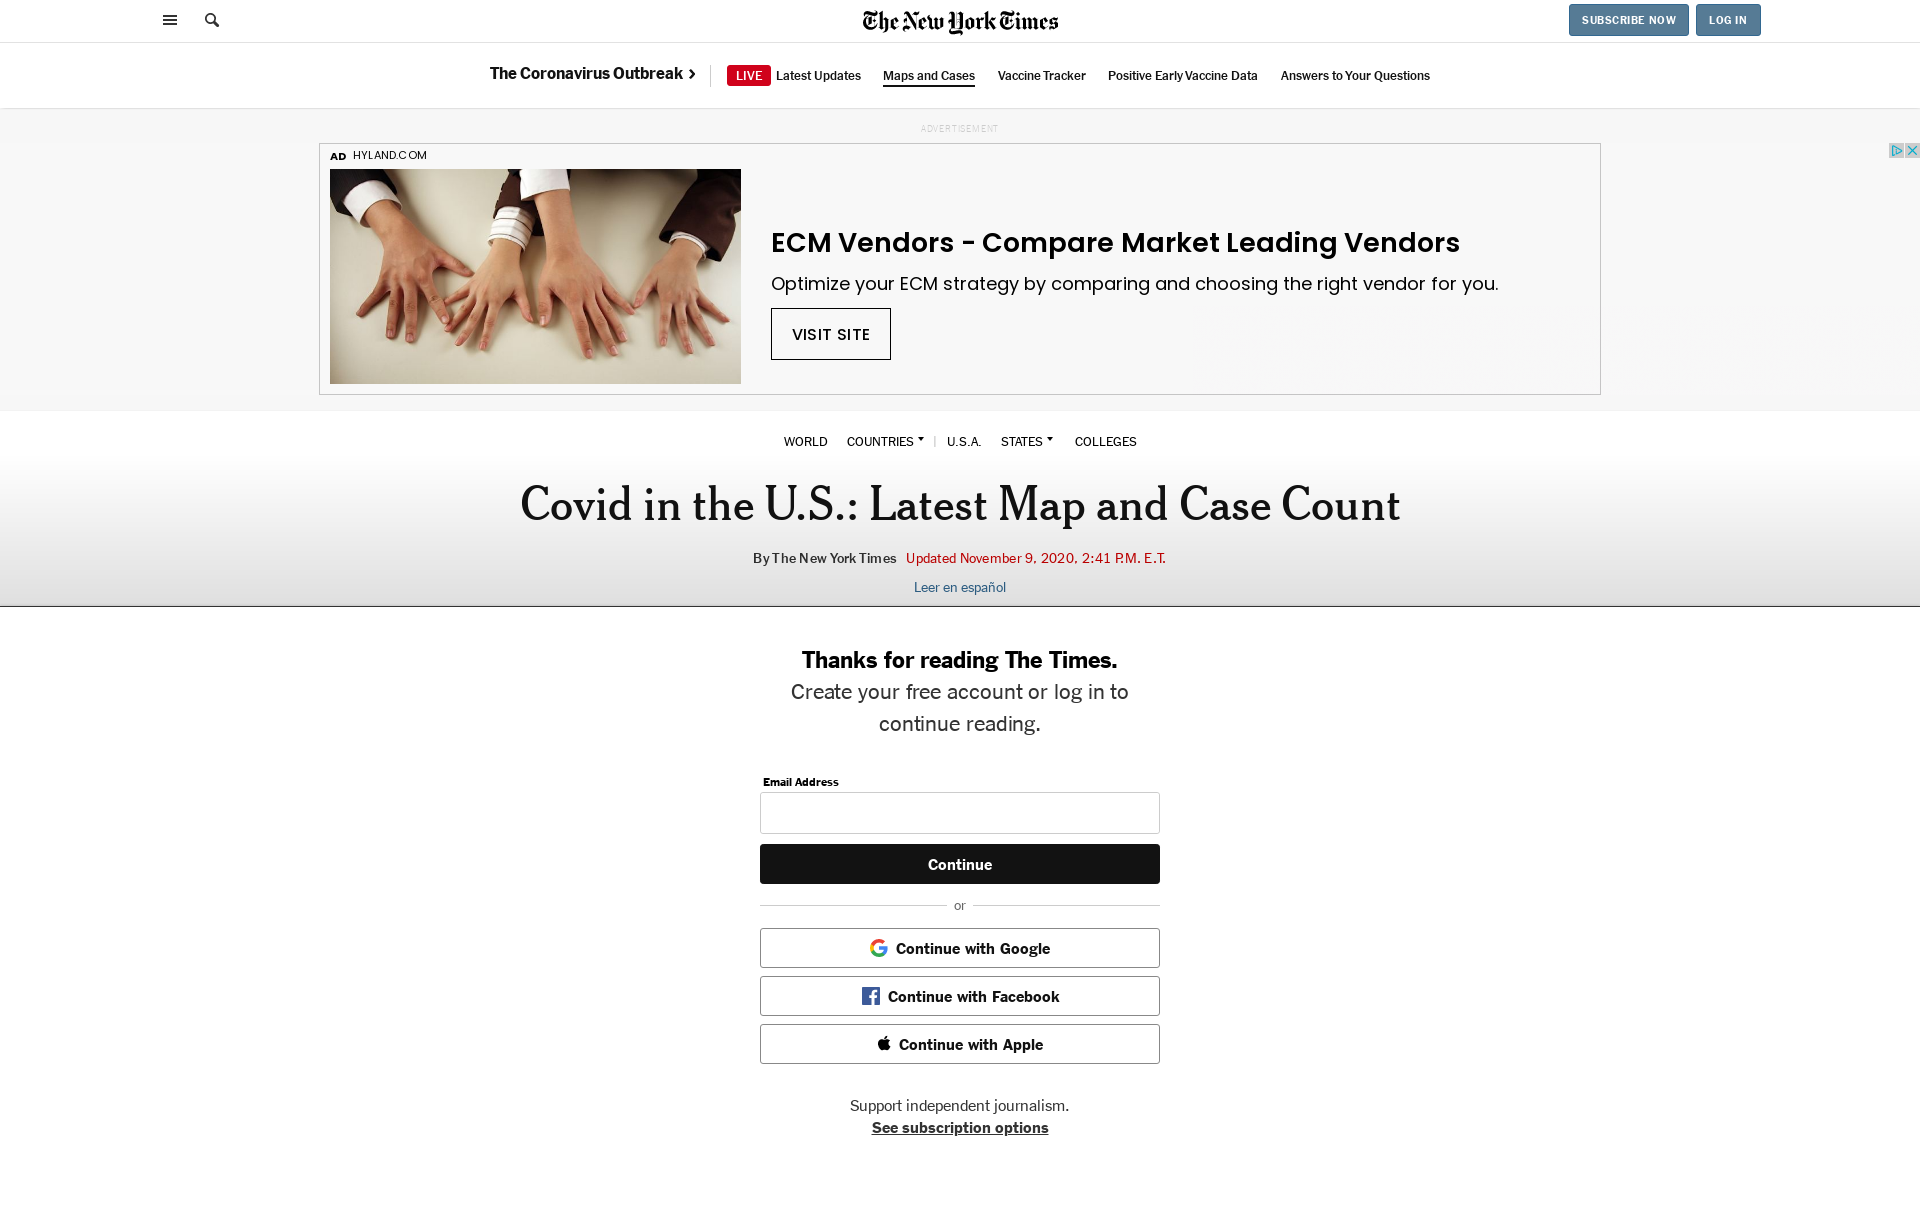 The New York Times
SUBSCRIBE NOW
LOG IN
The Coronavirus Outbreak ›
LIVE Latest Updates
Maps and Cases
Vaccine Tracker
Positive Early Vaccine Data
Answers to Your Questions
ADVERTISEMENT
AD HYLAND.COM
ECM Vendors - Compare Market Leading Vendors
Optimize your ECM strategy by comparing and choosing the right vendor for you.
VISIT SITE
WORLD COUNTRIES | U.S.A. STATES COLLEGES
Covid in the U.S.: Latest Map and Case Count
By The New York Times Updated November 9, 2020, 2:41 P.M. E.T.
Leer en español
Thanks for reading The Times.
Create your free account or log in to
continue reading.
Email Address
Continue
or
Continue with Google
Continue with Facebook
Continue with Apple
Support independent journalism.
See subscription options